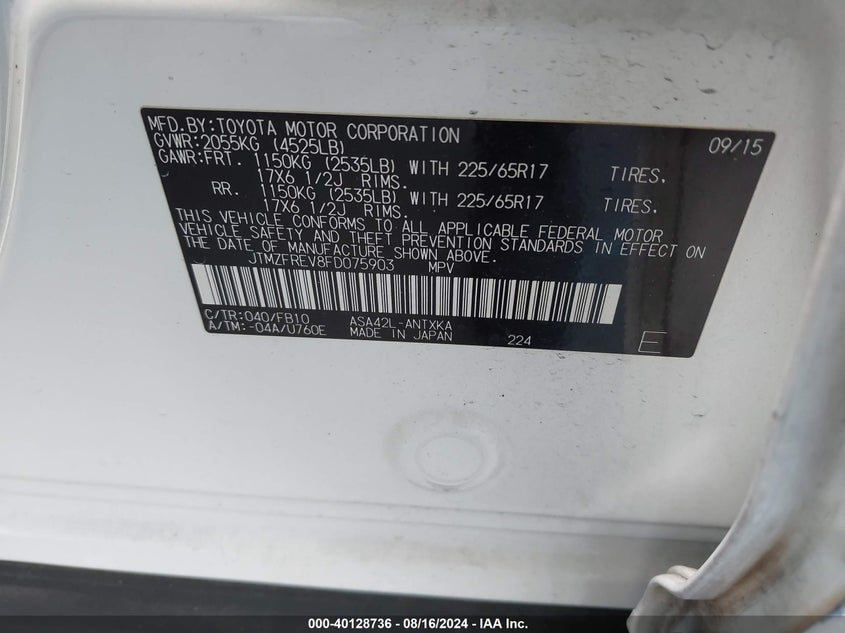 MFD.BY:TOYOTA MOTOR CORPORATION 09/15
GVWR:2055KG (4525LB)
GAWR:FRT. 1150KG (2535LB) WITH 225/65R17 TIRES,
17X6 1/2J RIMS.
RR. 1150KG (2535LB) WITH 225/65R17 TIRES,
17X6 1/2J RIMS.
THIS VEHICLE CONFORMS TO ALL APPLICABLE FEDERAL MOTOR
VEHICLE SAFETY AND THEFT PREVENTION STANDARDS IN EFFECT ON
THE DATE OF MANUFACTURE SHOWN ABOVE.
JTMZFREV8FD075903 MPV
C/TR:040/FB10 ASA42L-ANTXKA
A/TM:-04A/U760E MADE IN JAPAN 224 E
000-40128736 - 08/16/2024 - IAA Inc.